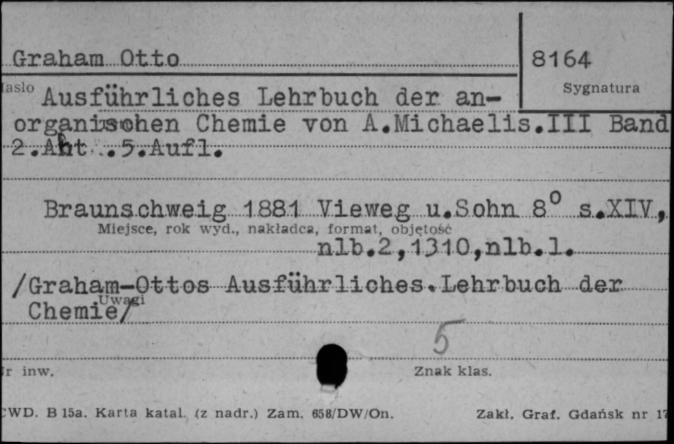 Graham Otto
8164
Sygnatura
Ausführliches Lehrbuch der an-
organischen Chemie von A.Michaelis.III Band
2.Abt..5.Aufl.
Braunschweig 1881 Vieweg u.Sohn 8⁰ s.XIV,
Miejsce, rok wyd., nakładca, format, objętość
nlb.2,1310,nlb.1.
/Graham-Ottos Ausführliches.Lehrbuch der
Uwagi
Chemie/
5
r inw.
Znak klas.
CWD. B 15a. Karta katal. (z nadr.) Zam. 658/DW/On.
Zakł. Graf. Gdańsk nr 17